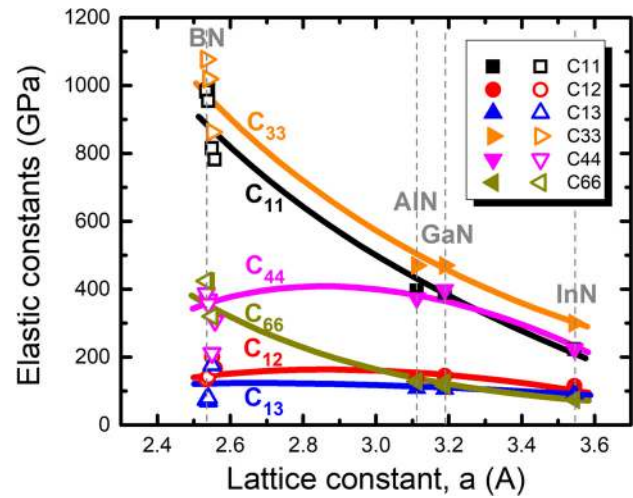 1200
1000
800
600
400
200
0
Elastic constants (GPa)
BN
C33
C11
C44
C66
C12
C13
AlN
GaN
InN
C11
C12
C13
C33
C44
C66
2.4 2.6 2.8 3.0 3.2 3.4 3.6
Lattice constant, a (A)